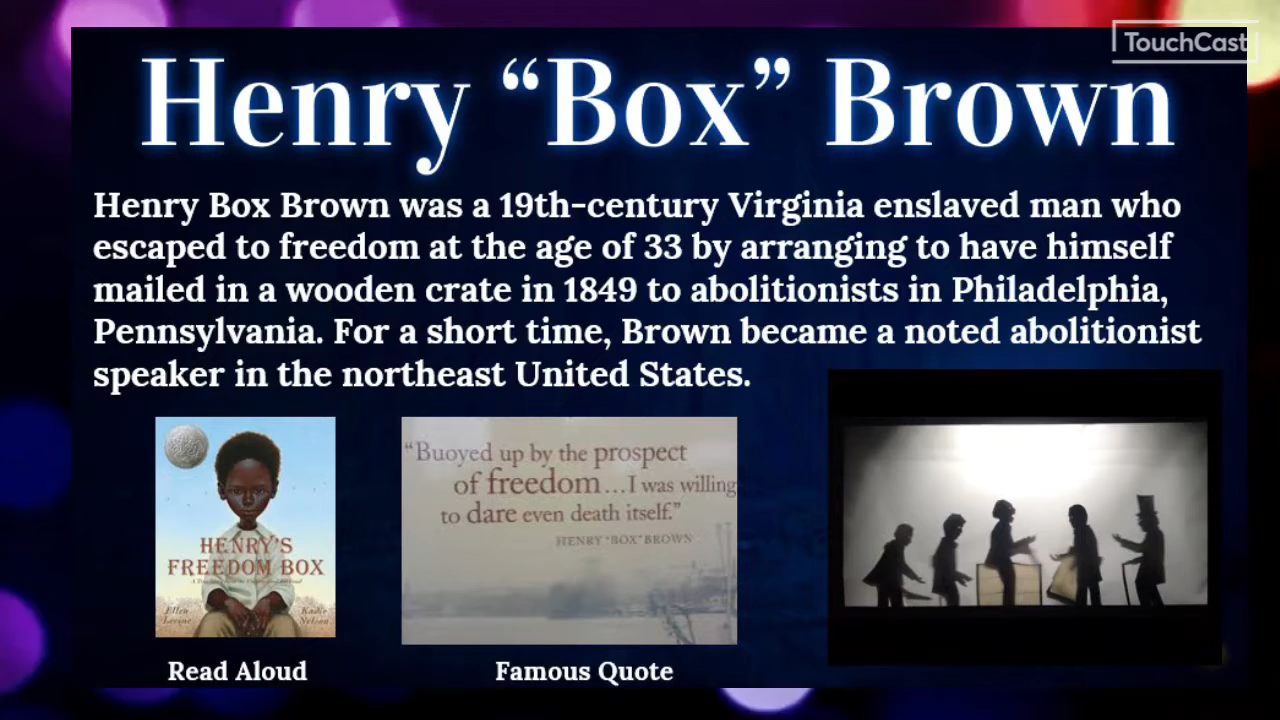 TouchCast
Henry “Box” Brown
Henry Box Brown was a 19th-century Virginia enslaved man who
escaped to freedom at the age of 33 by arranging to have himself
mailed in a wooden crate in 1849 to abolitionists in Philadelphia,
Pennsylvania. For a short time, Brown became a noted abolitionist
speaker in the northeast United States.
HENRY'S
FREEDOM BOX
Ellen
Levine
Kadir
Nelson
Read Aloud
“Buoyed up by the prospect
of freedom...I was willing
to dare even death itself.”
HENRY "BOX" BROWN
Famous Quote